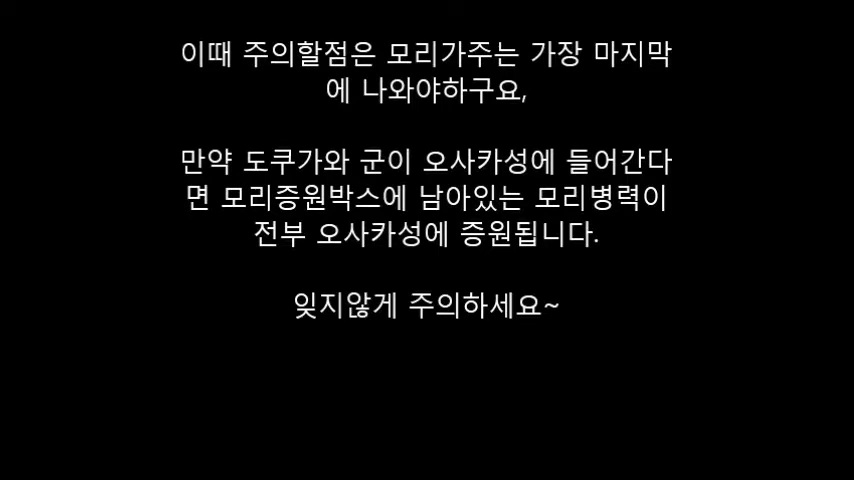 이때 주의할점은 모리가주는 가장 마지막
에 나와야하구요,
만약 도쿠가와 군이 오사카성에 들어간다
면 모리증원박스에 남아있는 모리병력이
전부 오사카성에 증원됩니다.
잊지않게 주의하세요~